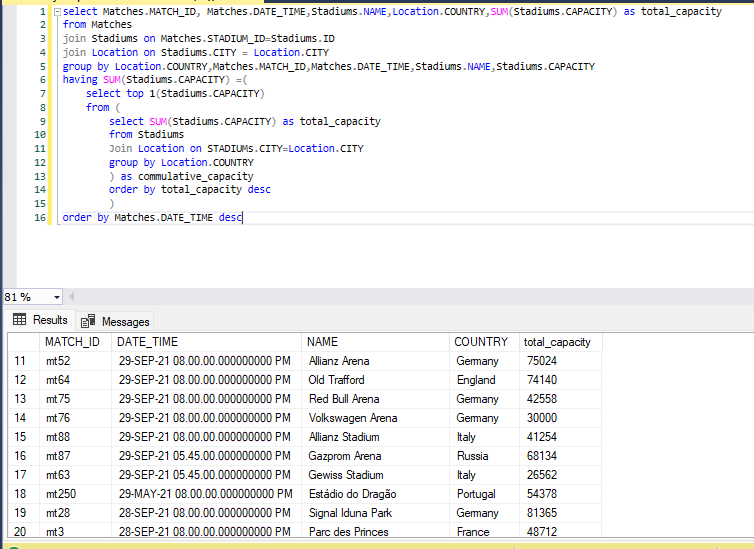 1 select Matches.MATCH_ID, Matches.DATE_TIME,Stadiums.NAME,Location.COUNTRY,SUM(Stadiums.CAPACITY) as total_capacity
2 from Matches
3 join Stadiums on Matches.STADIUM_ID=Stadiums.ID
4 join Location on Stadiums.CITY = Location.CITY
5 group by Location.COUNTRY,Matches.MATCH_ID,Matches.DATE_TIME,Stadiums.NAME,Stadiums.CAPACITY
6 having SUM(Stadiums.CAPACITY) =(
7 select top 1(Stadiums.CAPACITY)
8 from (
9 select SUM(Stadiums.CAPACITY) as total_capacity
10 from Stadiums
11 Join Location on STADIUMs.CITY=Location.CITY
12 group by Location.COUNTRY
13 ) as commulative_capacity
14 order by total_capacity desc
15 )
16 order by Matches.DATE_TIME desc
81 %
Results Messages
MATCH_ID DATE_TIME NAME COUNTRY total_capacity
11 mt52 29-SEP-21 08.00.00.000000000 PM Allianz Arena Germany 75024
12 mt64 29-SEP-21 08.00.00.000000000 PM Old Trafford England 74140
13 mt75 29-SEP-21 08.00.00.000000000 PM Red Bull Arena Germany 42558
14 mt76 29-SEP-21 08.00.00.000000000 PM Volkswagen Arena Germany 30000
15 mt88 29-SEP-21 08.00.00.000000000 PM Allianz Stadium Italy 41254
16 mt87 29-SEP-21 05.45.00.000000000 PM Gazprom Arena Russia 68134
17 mt63 29-SEP-21 05.45.00.000000000 PM Gewiss Stadium Italy 26562
18 mt250 29-MAY-21 08.00.00.000000000 PM Estádio do Dragão Portugal 54378
19 mt28 28-SEP-21 08.00.00.000000000 PM Signal Iduna Park Germany 81365
20 mt3 28-SEP-21 08.00.00.000000000 PM Parc des Princes France 48712